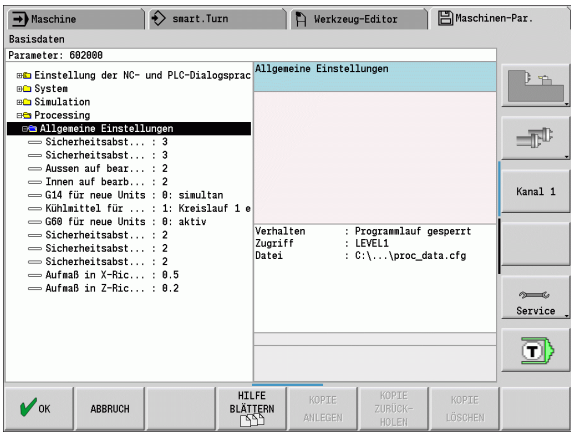 Maschine
smart.Turn
Werkzeug-Editor
Maschinen-Par.
Basisdaten
Parameter: 602000
Einstellung der NC- und PLC-Dialogsprac
System
Simulation
Processing
Allgemeine Einstellungen
Sicherheitsabst... : 3
Sicherheitsabst... : 3
Aussen auf bear... : 2
Innen auf bearb... : 2
G14 für neue Units : 0: simultan
Kühlmittel für ... : 1: Kreislauf 1 e
G60 für neue Units : 0: aktiv
Sicherheitsabst... : 2
Sicherheitsabst... : 2
Sicherheitsabst... : 2
Aufmaß in X-Ric... : 0.5
Aufmaß in Z-Ric... : 0.2
Allgemeine Einstellungen
Verhalten : Programmlauf gesperrt
Zugriff : LEVEL1
Datei : C:\...\proc_data.cfg
Kanal 1
Service
T
OK
ABBRUCH
HILFE
BLÄTTERN
KOPIE
ANLEGEN
KOPIE
ZURÜCK-
HOLEN
KOPIE
LÖSCHEN